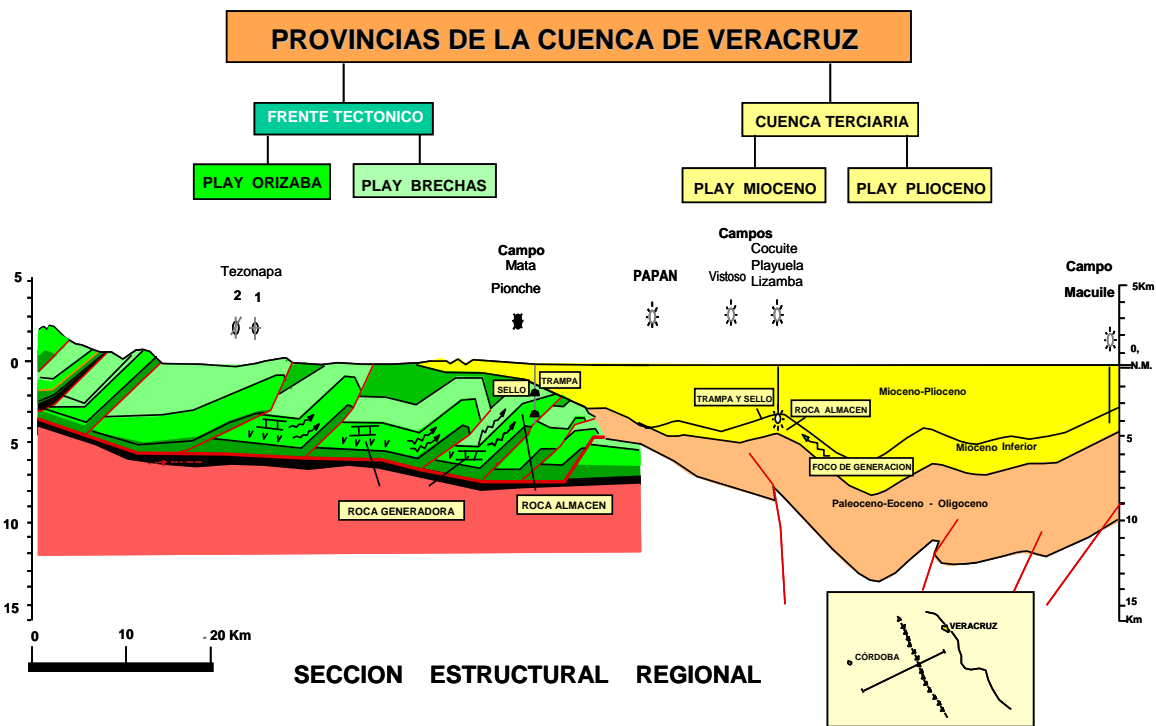 PROVINCIAS DE LA CUENCA DE VERACRUZ
FRENTE TECTONICO
CUENCA TERCIARIA
PLAY ORIZABA
PLAY BRECHAS
PLAY MIOCENO
PLAY PLIOCENO
Tezonapa
2 1
Campo
Mata
Pionche
PAPAN
Vistoso
Campos
Cocuite
Playuela
Lizamba
Campo
Macuile
5
0
5
10
15
5Km
0,
N.M.
5
10
15
Km
SELLO
TRAMPA
TRAMPA Y SELLO
ROCA ALMACEN
Mioceno-Plioceno
Mioceno Inferior
FOCO DE GENERACION
Paleoceno-Eoceno - Oligoceno
ROCA GENERADORA
ROCA ALMACEN
0 10 - 20 Km
SECCION ESTRUCTURAL REGIONAL
VERACRUZ
CÓRDOBA